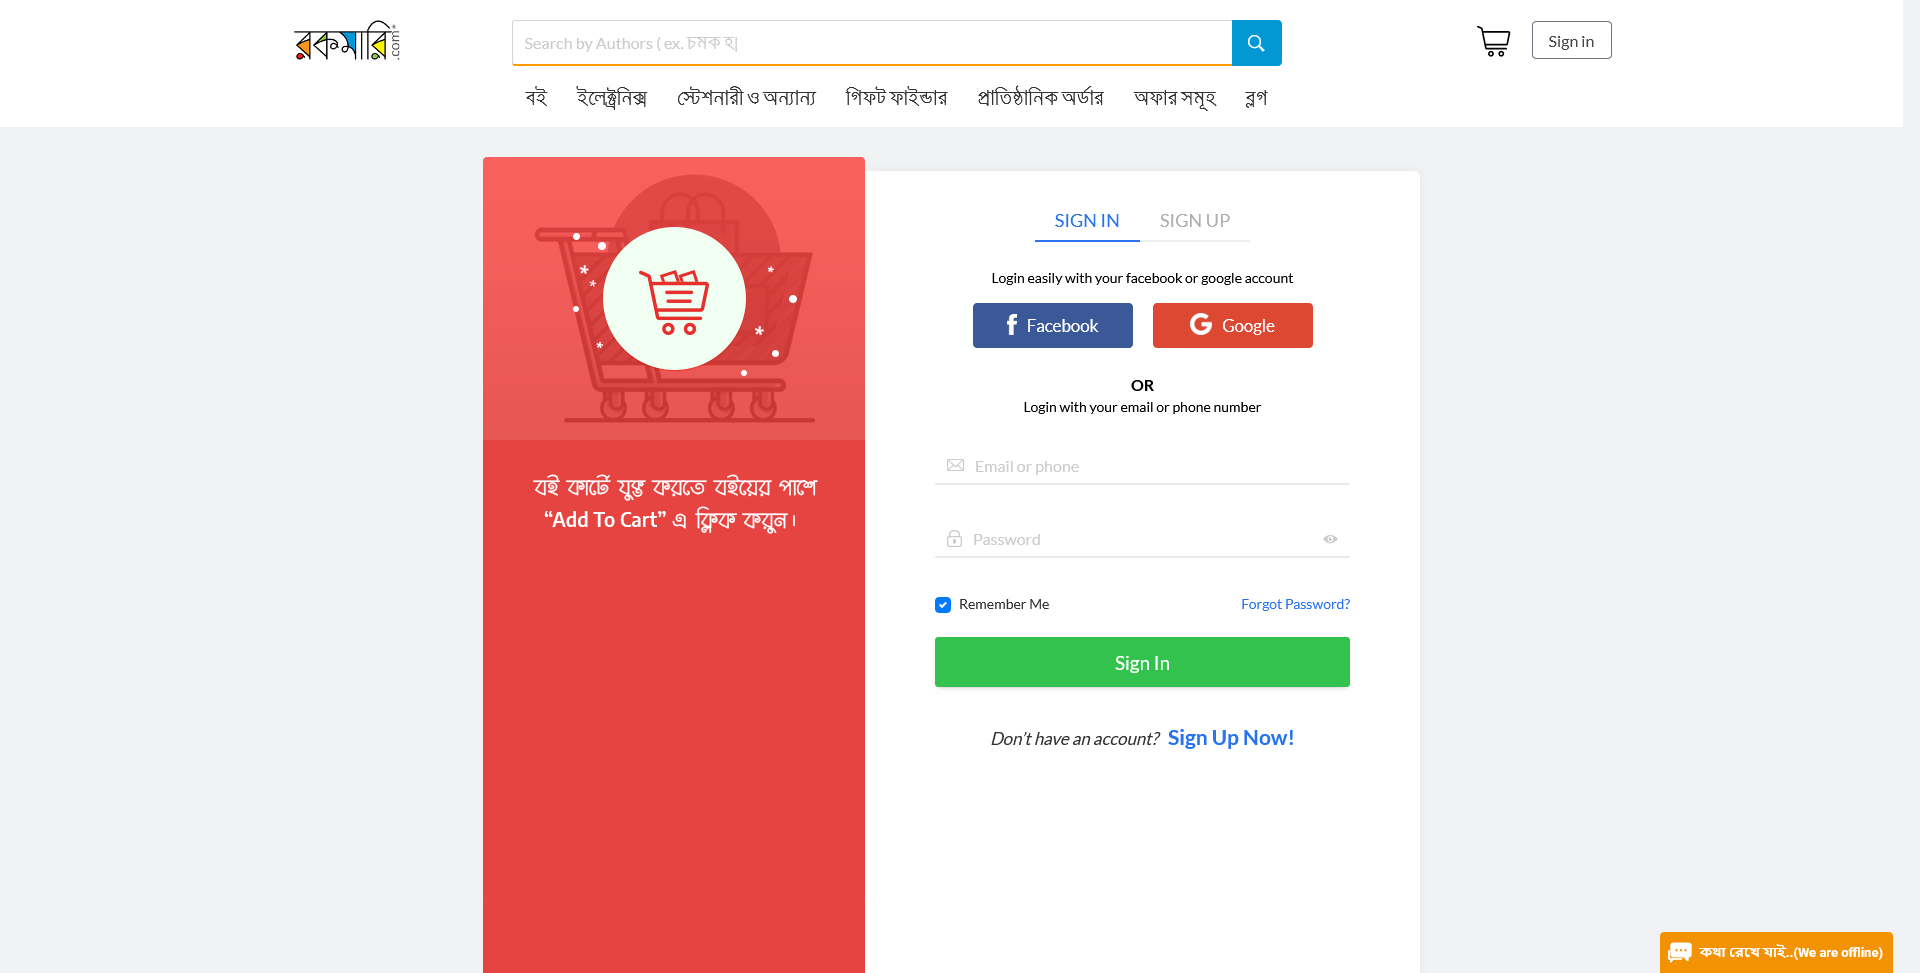 রকমারি.com
Search by Authors ( ex. চমক হ|
Sign in
বই ইলেক্ট্রনিক্স স্টেশনারী ও অন্যান্য গিফট ফাইন্ডার প্রাতিষ্ঠানিক অর্ডার অফার সমূহ ব্লগ
বই কার্টে যুক্ত করতে বইয়ের পাশে
“Add To Cart” এ ক্লিক করুন।
SIGN IN SIGN UP
Login easily with your facebook or google account
Facebook Google
OR
Login with your email or phone number
Email or phone
Password
Remember Me Forgot Password?
Sign In
Don't have an account? Sign Up Now!
কথা রেখে যাই..(We are offline)